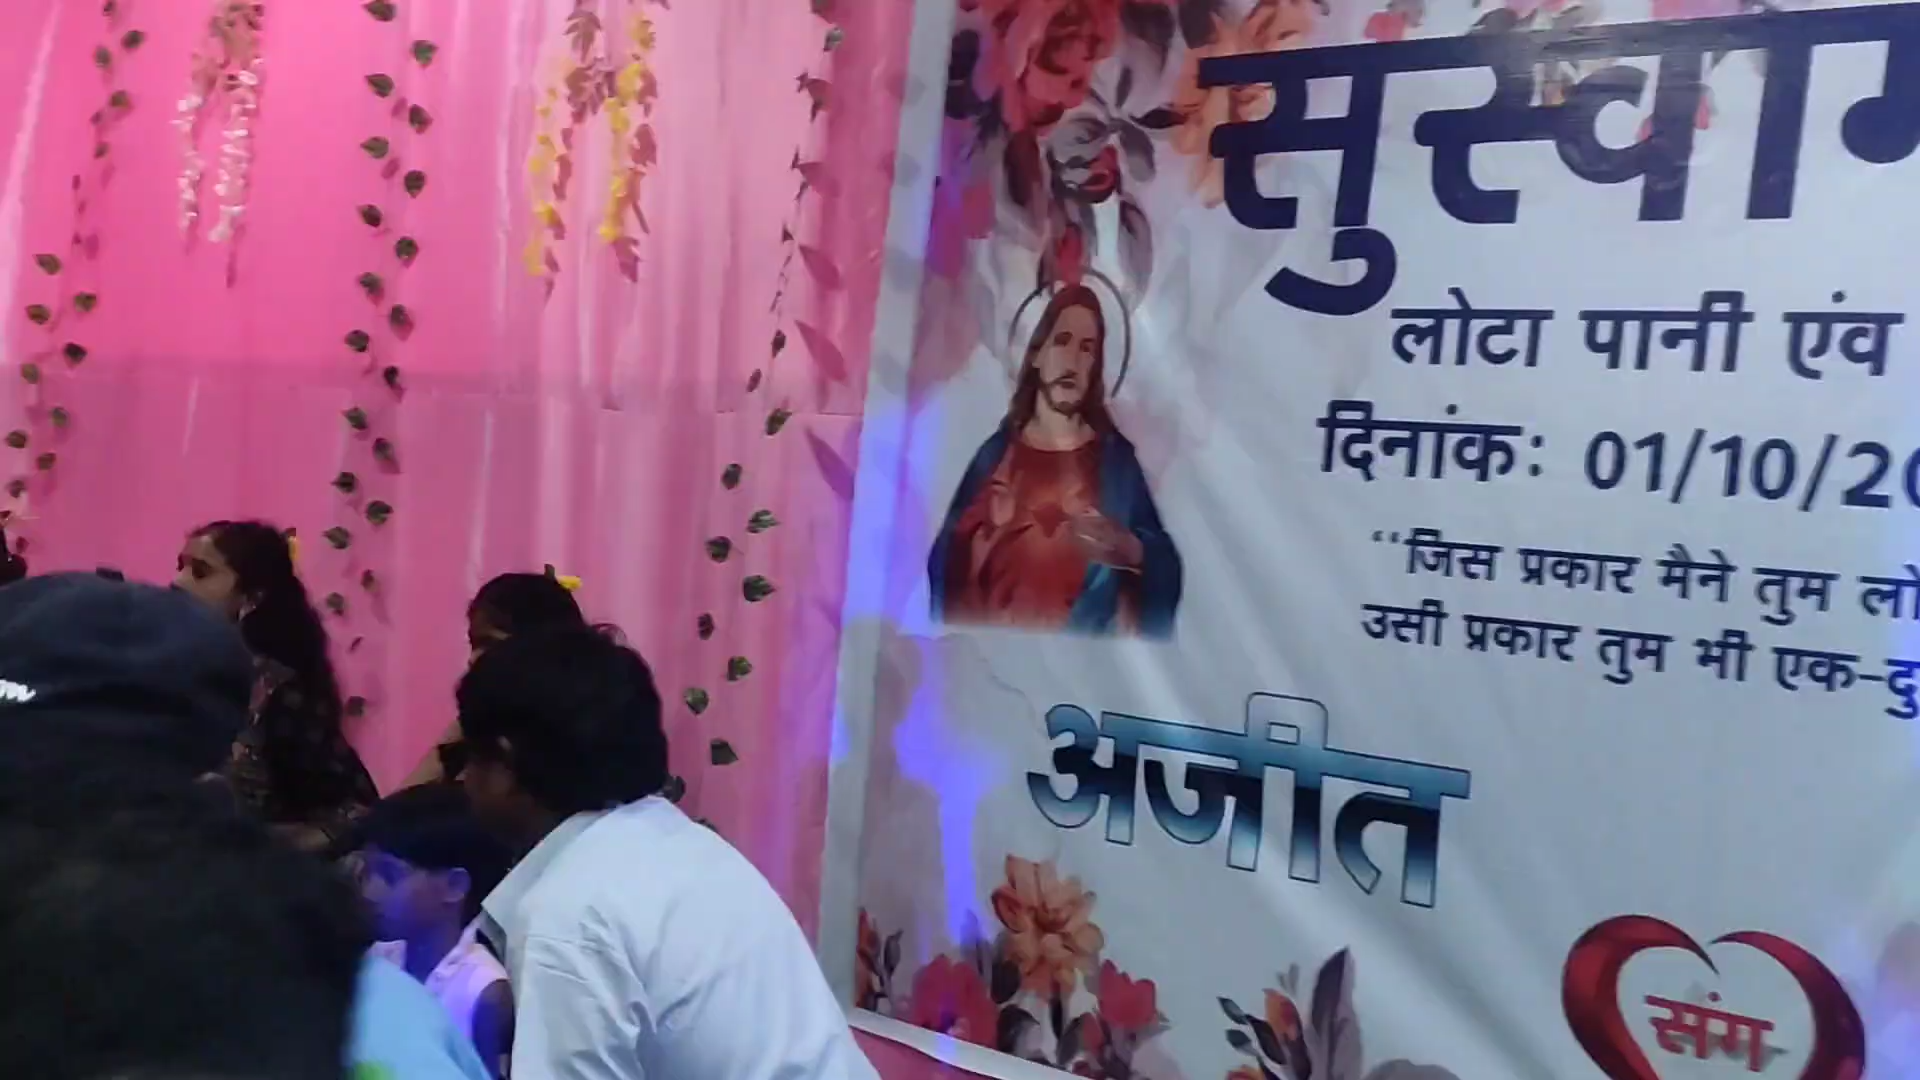 सुस्वाग
लोटा पानी एंव
दिनांकः 01/10/20
“जिस प्रकार मैने तुम लो
उसी प्रकार तुम भी एक-दु
अजीत
संग